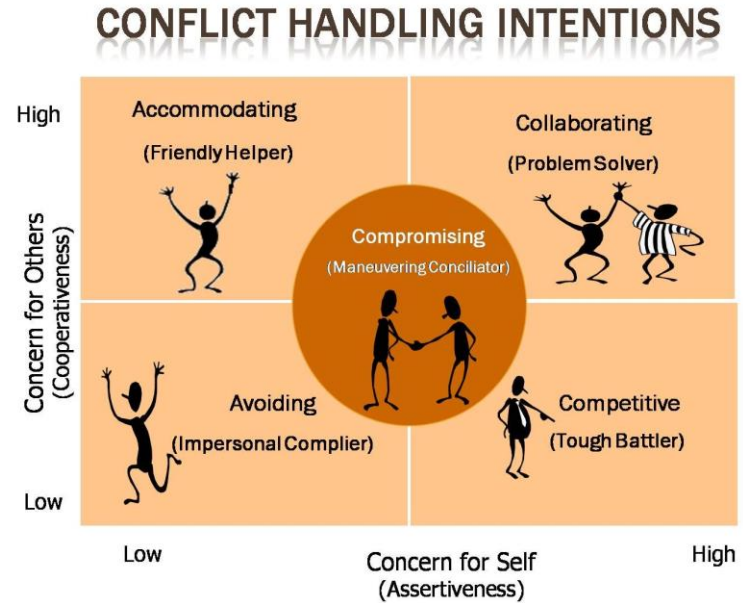 CONFLICT HANDLING INTENTIONS
High
Accommodating
(Friendly Helper)
Collaborating
(Problem Solver)
Compromising
(Maneuvering Conciliator)
Concern for Others
(Cooperativeness)
Avoiding
(Impersonal Complier)
Competitive
(Tough Battler)
Low
Low
Concern for Self
(Assertiveness)
High